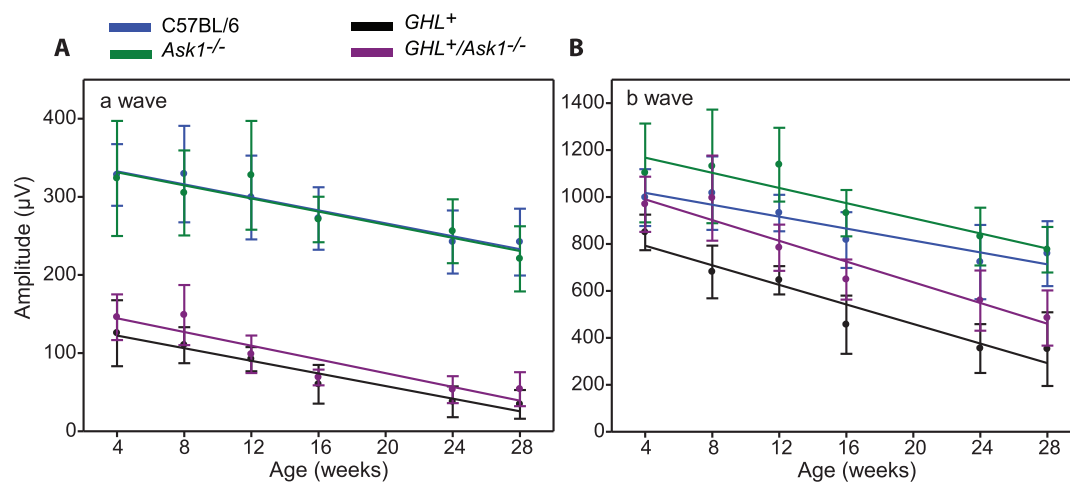 C57BL/6 GHL+
A Ask1-/- GHL+/Ask1-/- B
a wave
b wave
Amplitude (µV)
400
300
200
100
0
4 8 12 16 20 24 28
Age (weeks)
1400
1200
1000
800
600
400
200
0
4 8 12 16 20 24 28
Age (weeks)